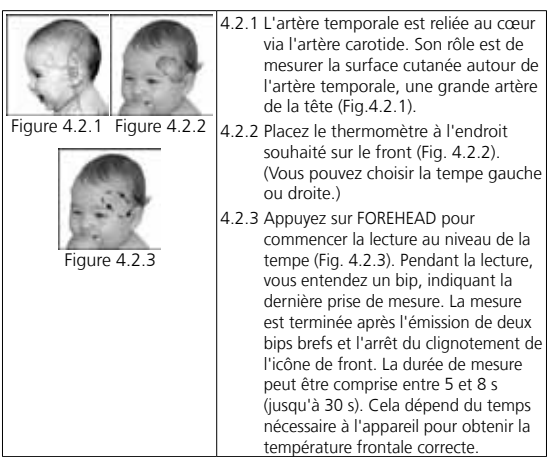 Figure 4.2.1 Figure 4.2.2
Figure 4.2.3
4.2.1 L'artère temporale est reliée au cœur
via l'artère carotide. Son rôle est de
mesurer la surface cutanée autour de
l'artère temporale, une grande artère
de la tête (Fig.4.2.1).
4.2.2 Placez le thermomètre à l'endroit
souhaité sur le front (Fig. 4.2.2).
(Vous pouvez choisir la tempe gauche
ou droite.)
4.2.3 Appuyez sur FOREHEAD pour
commencer la lecture au niveau de la
tempe (Fig. 4.2.3). Pendant la lecture,
vous entendez un bip, indiquant la
dernière prise de mesure. La mesure
est terminée après l'émission de deux
bips brefs et l'arrêt du clignotement de
l'icône de front. La durée de mesure
peut être comprise entre 5 et 8 s
(jusqu'à 30 s). Cela dépend du temps
nécessaire à l'appareil pour obtenir la
température frontale correcte.